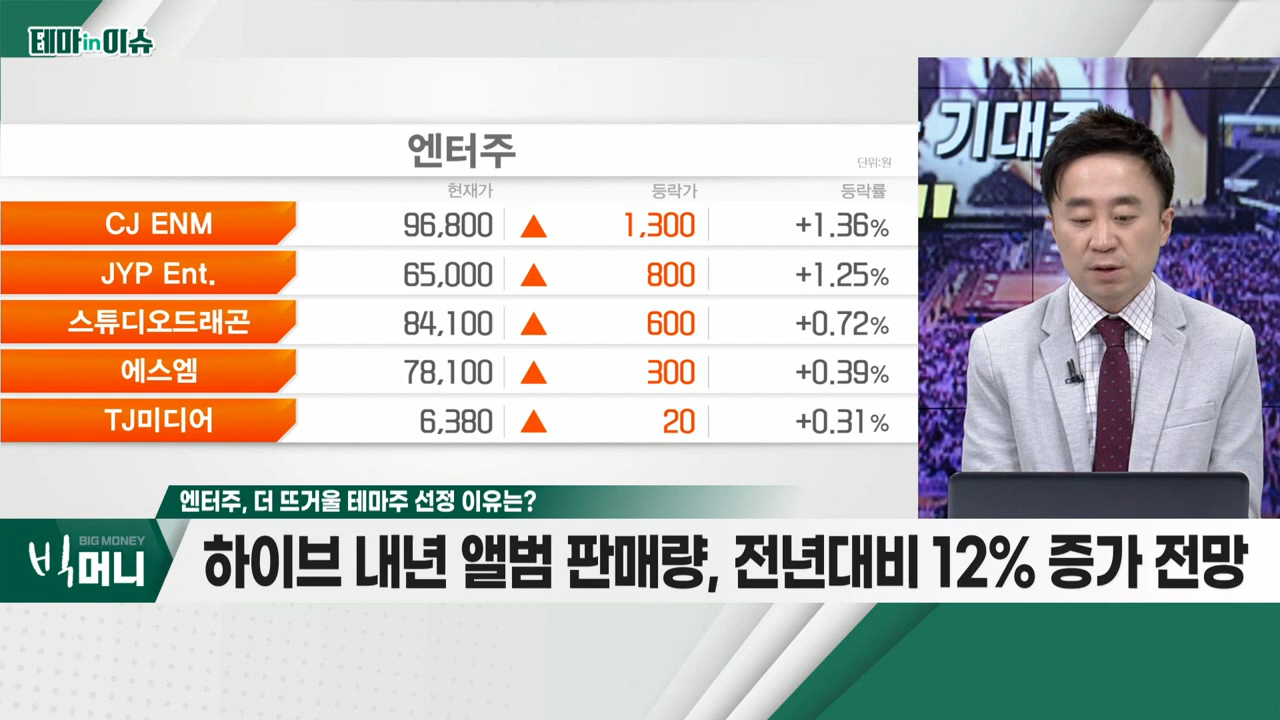 테마in이슈
기대주
엔터주
단위:원
현재가 등락가 등락률
CJ ENM 96,800 ▲ 1,300 +1.36%
JYP Ent. 65,000 ▲ 800 +1.25%
스튜디오드래곤 84,100 ▲ 600 +0.72%
에스엠 78,100 ▲ 300 +0.39%
TJ미디어 6,380 ▲ 20 +0.31%
엔터주, 더 뜨거울 테마주 선정 이유는?
BIG MONEY
빅머니
하이브 내년 앨범 판매량, 전년대비 12% 증가 전망